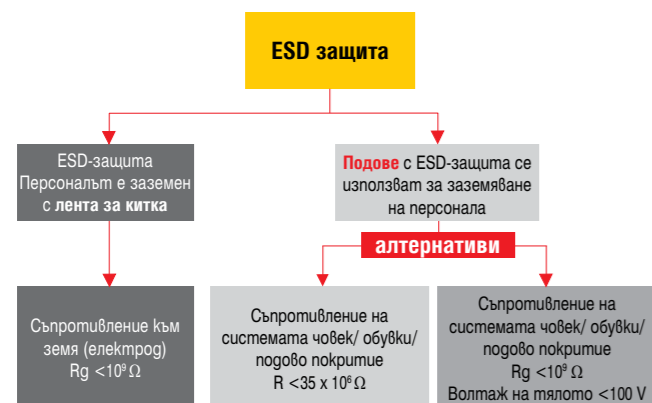 ESD защита
ESD-защита
Персоналът е заземен
с лента за китка
Подове с ESD-защита се
използват за заземяване
на персонала
алтернативи
Съпротивление към
земя (електрод)
Rg <10⁹ Ω
Съпротивление на
системата човек/ обувки/
подово покритие
R <35 x 10⁶ Ω
Съпротивление на
системата човек/ обувки/
подово покритие
Rg <10⁹ Ω
Волтаж на тялото <100 V